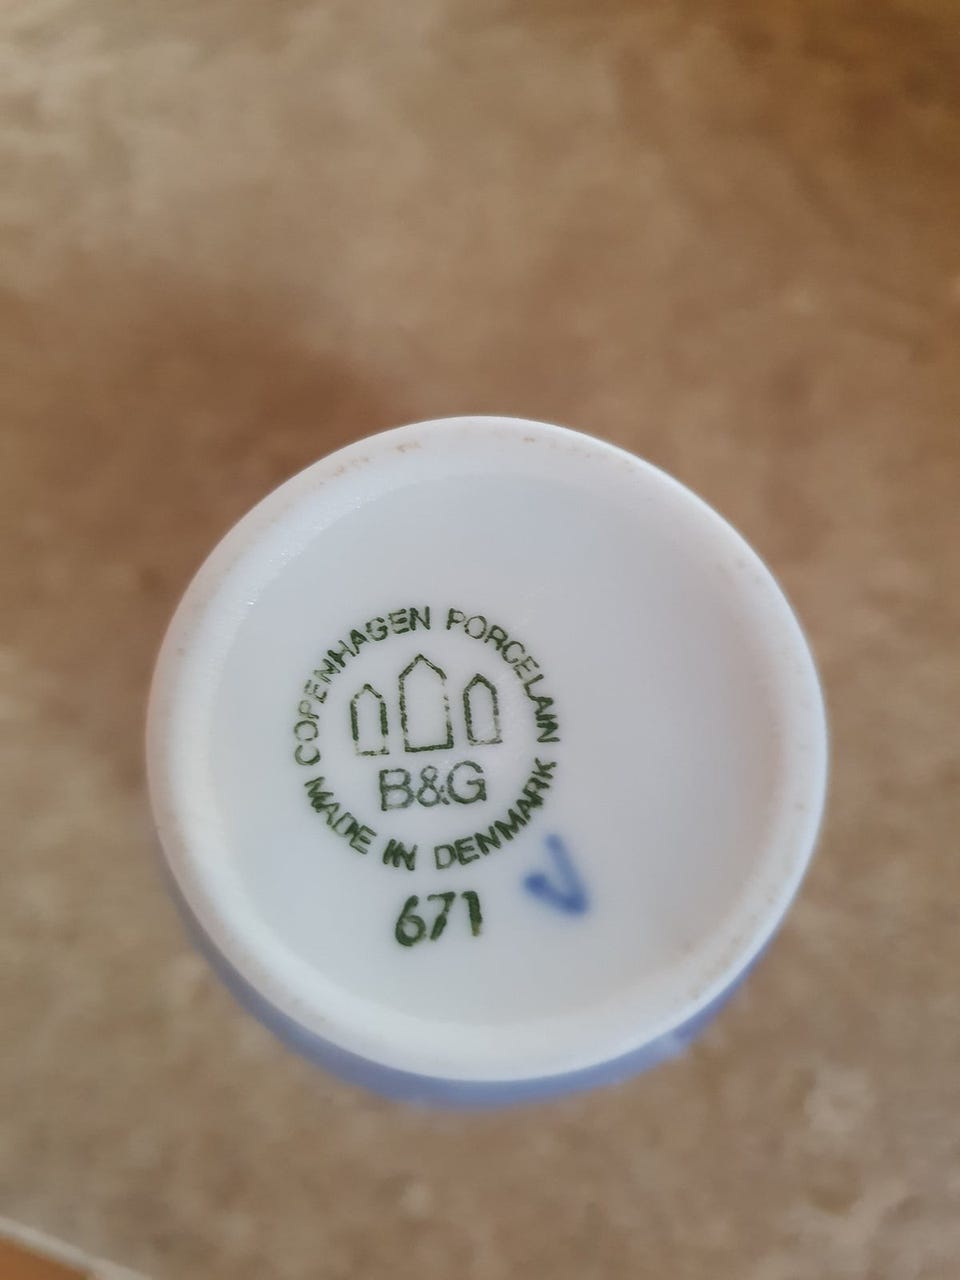 COPENHAGEN PORCELAIN
B&G
MADE IN DENMARK
671